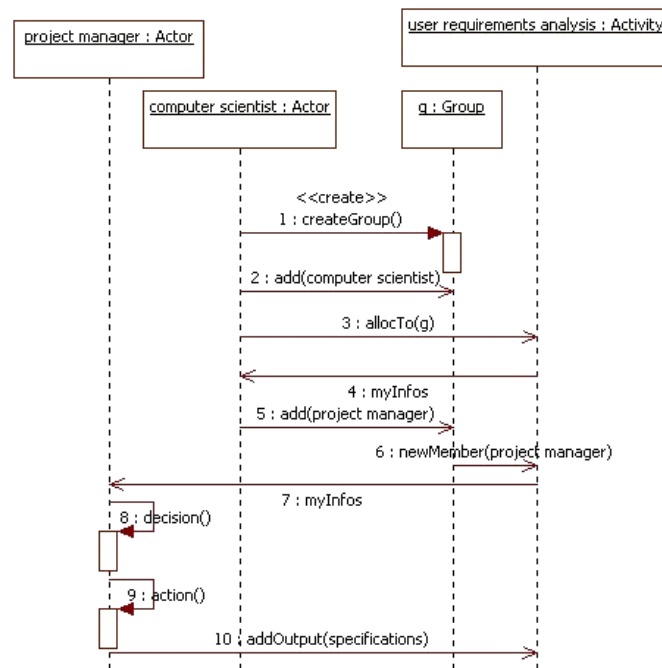 user requirements analysis : Activity
project manager : Actor
computer scientist : Actor
g : Group
<<create>>
1 : createGroup()
2 : add(computer scientist)
3 : allocTo(g)
4 : myInfos
5 : add(project manager)
6 : newMember(project manager)
7 : myInfos
8 : decision()
9 : action()
10 : addOutput(specifications)